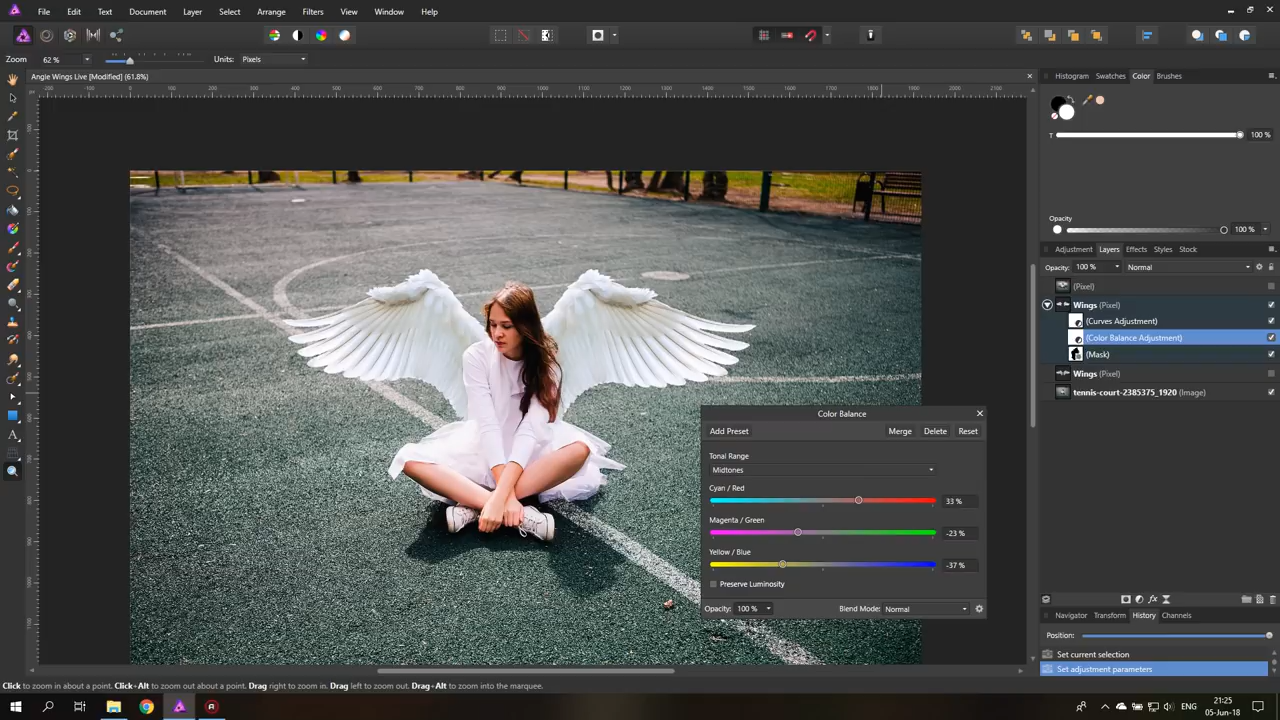 File Edit Text Document Layer Select Arrange Filters View Window Help
Zoom 62 % Units: Pixels
Angie Wings Live [Modified] (61.8%)
Histogram Swatches Color Brushes
T 100 %
Opacity
100 %
Adjustment Layers Effects Styles Stock
Opacity: 100 % Normal
(Pixel)
Wings (Pixel)
(Curves Adjustment)
(Color Balance Adjustment)
(Mask)
Wings (Pixel)
tennis-court-2385375_1920 (Image)
Color Balance
Add Preset Merge Delete Reset
Tonal Range
Midtones
Cyan / Red
33 %
Magenta / Green
-23 %
Yellow / Blue
-37 %
Preserve Luminosity
Opacity: 100 % Blend Mode: Normal
Navigator Transform History Channels
Position:
Set current selection
Set adjustment parameters
Click to zoom in about a point. Click+Alt to zoom out about a point. Drag right to zoom in. Drag left to zoom out. Drag+Alt to zoom into the marquee.
21:25
05-Jun-18